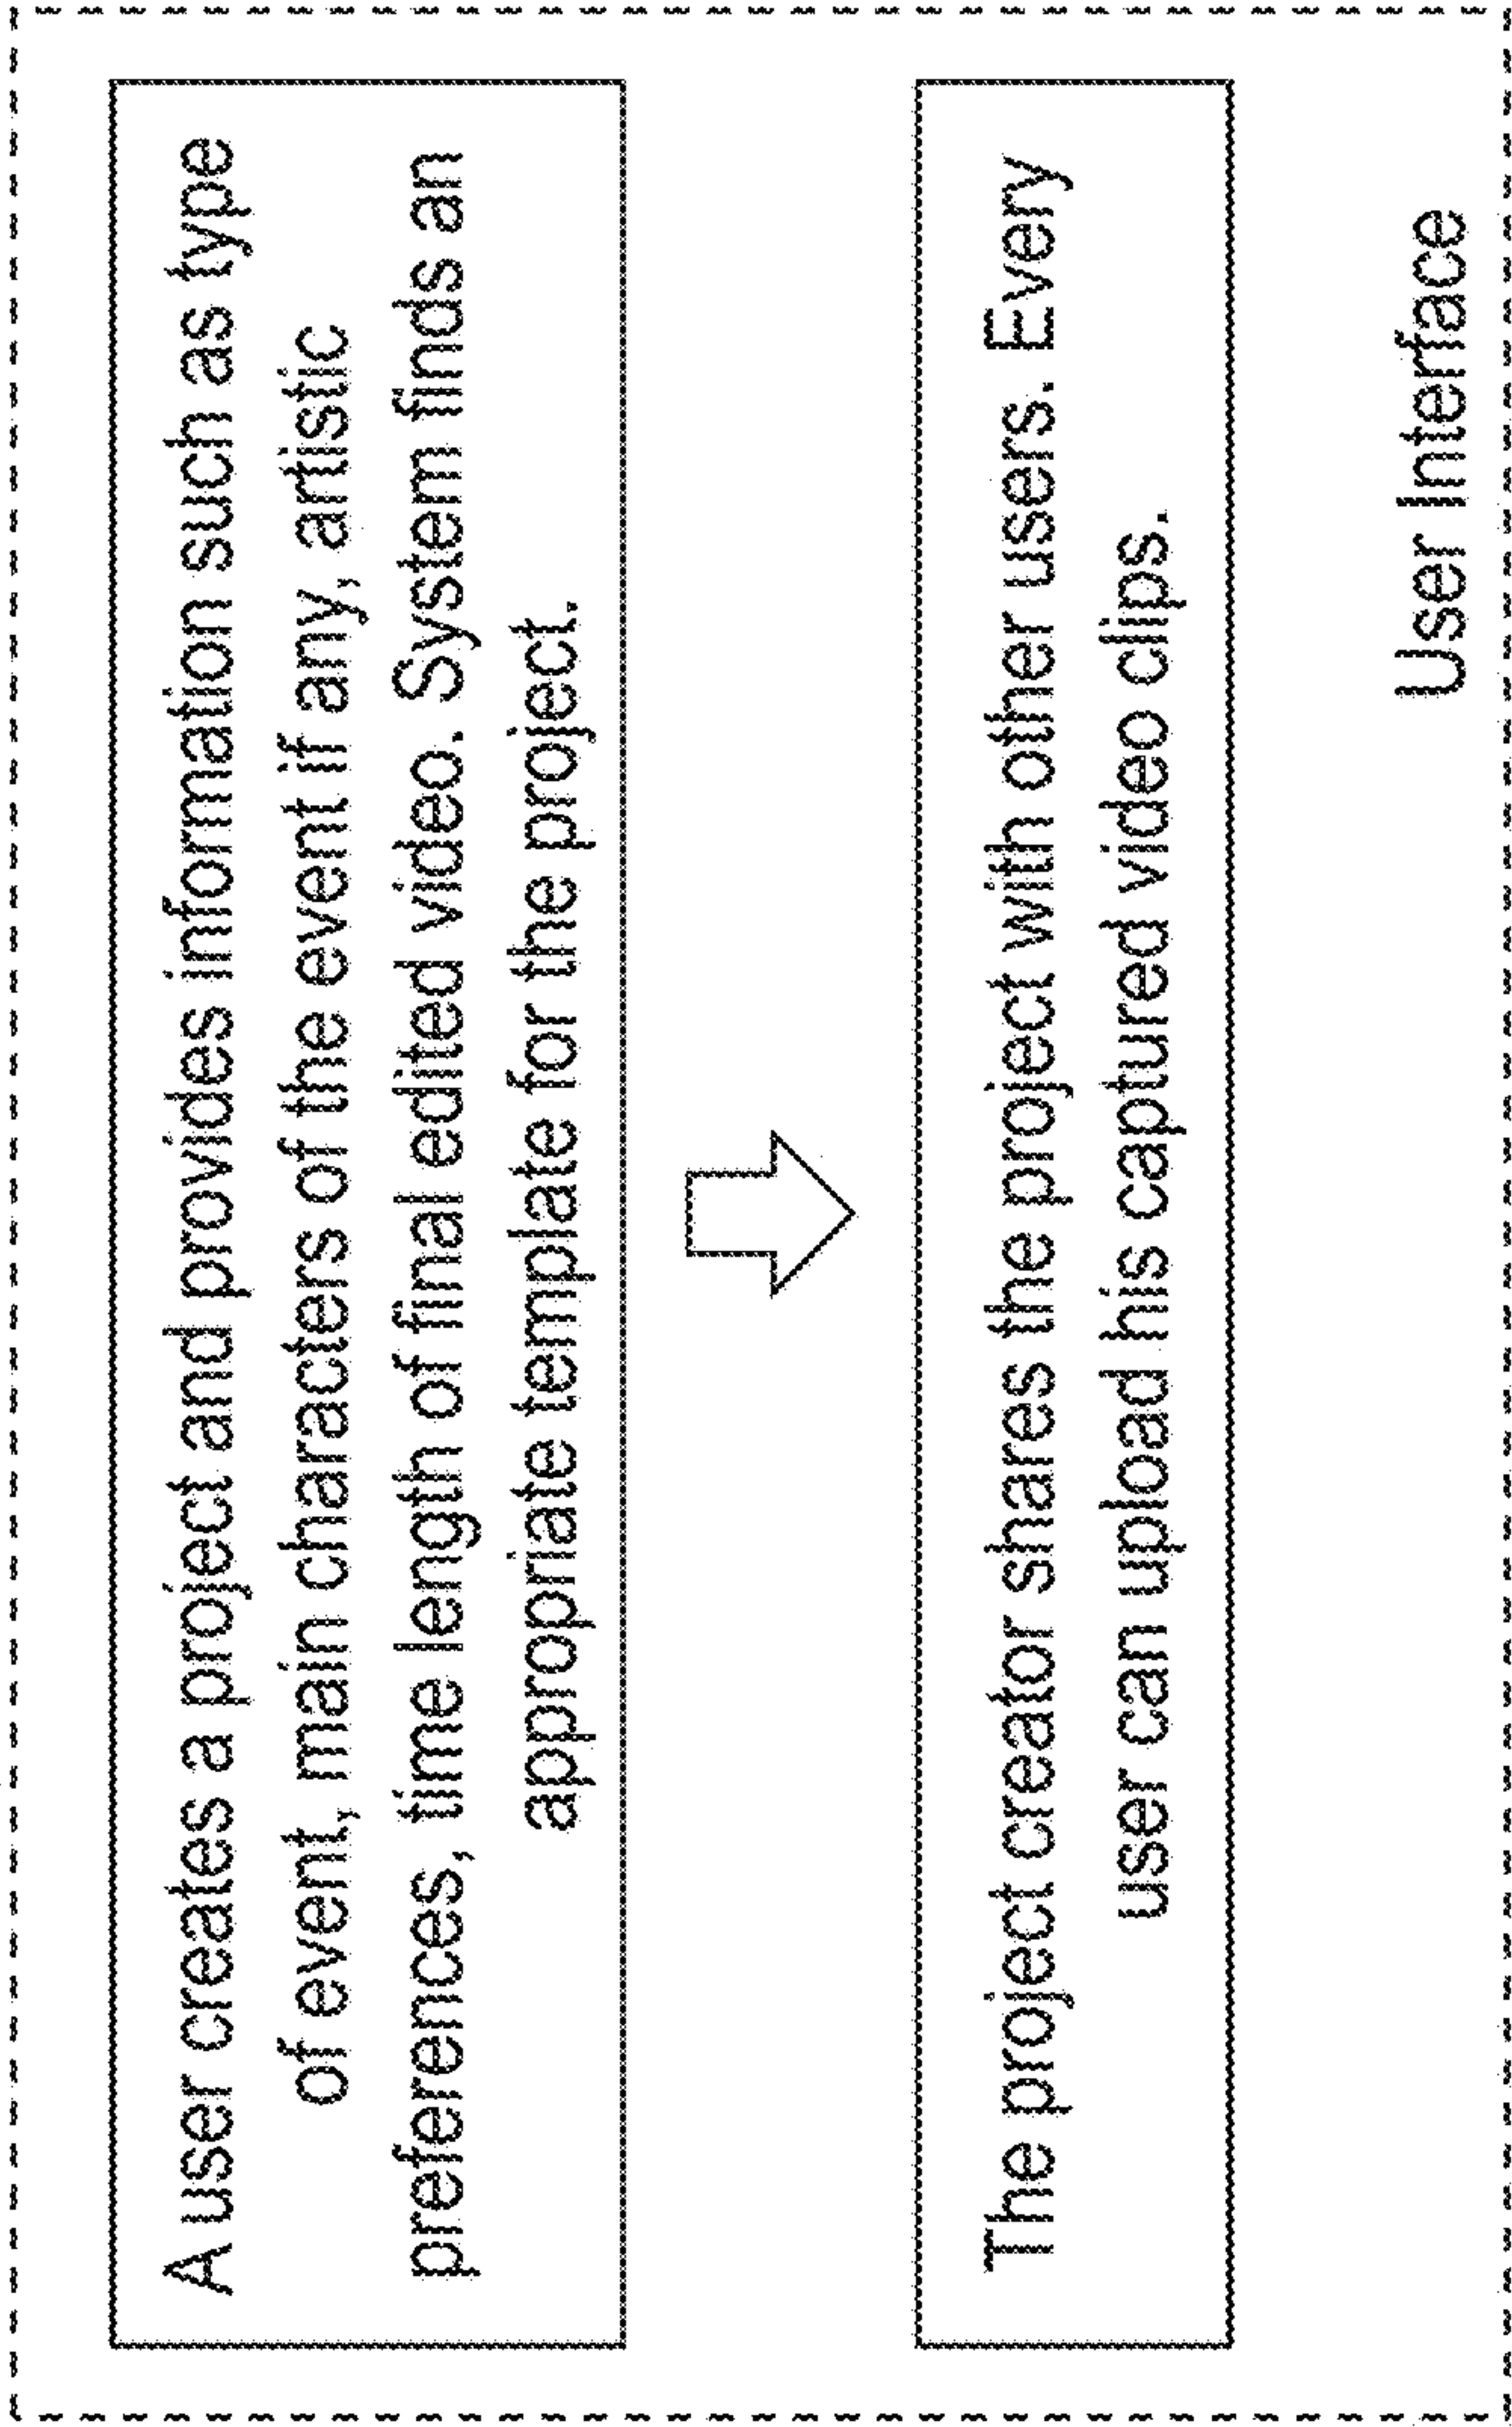 A user creates a project and provides information such as type
of event, main characters of the event if any, artistic
preferences, time length of final edited video. System finds an
appropriate template for the project.
The project creator shares the project with other users. Every
user can upload his captured video clips.
User Interface